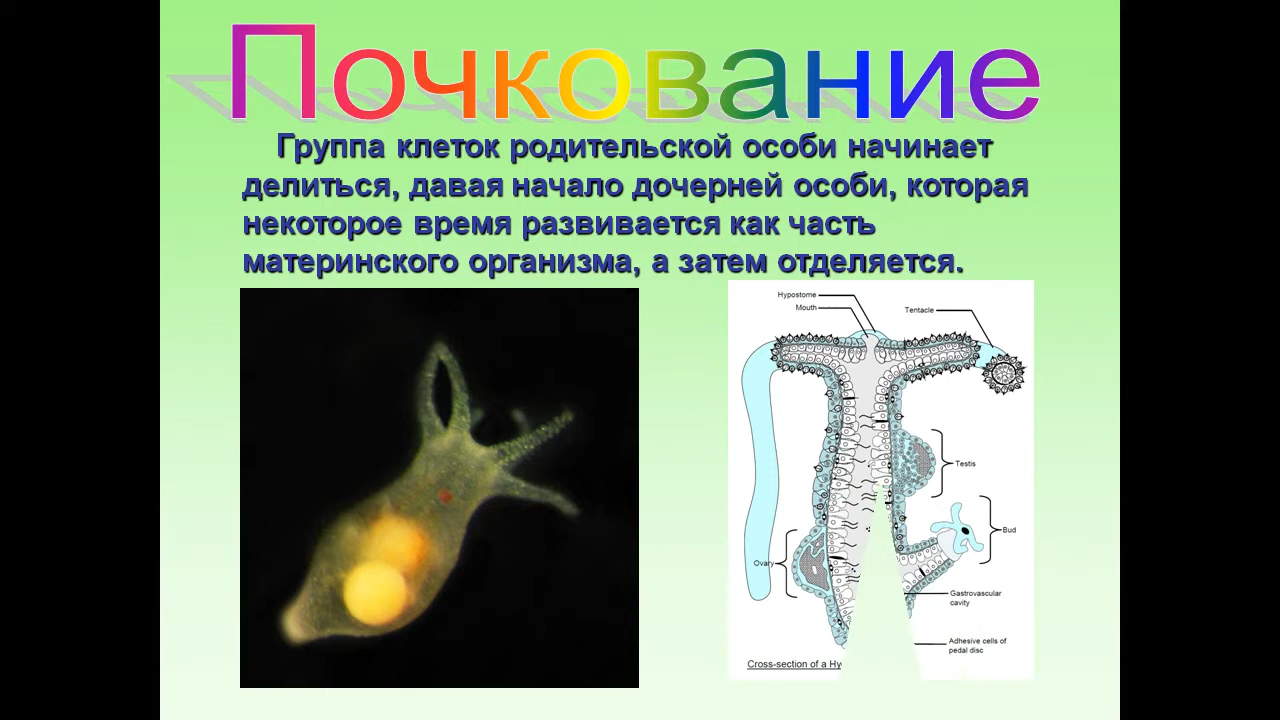 Почкование
Группа клеток родительской особи начинает
делиться, давая начало дочерней особи, которая
некоторое время развивается как часть
материнского организма, а затем отделяется.
Hypostome
Mouth
Tentacle
Testis
Bud
Ovary
Gastrovascular
cavity
Adhesive cells of
pedal disc
Cross-section of a Hy